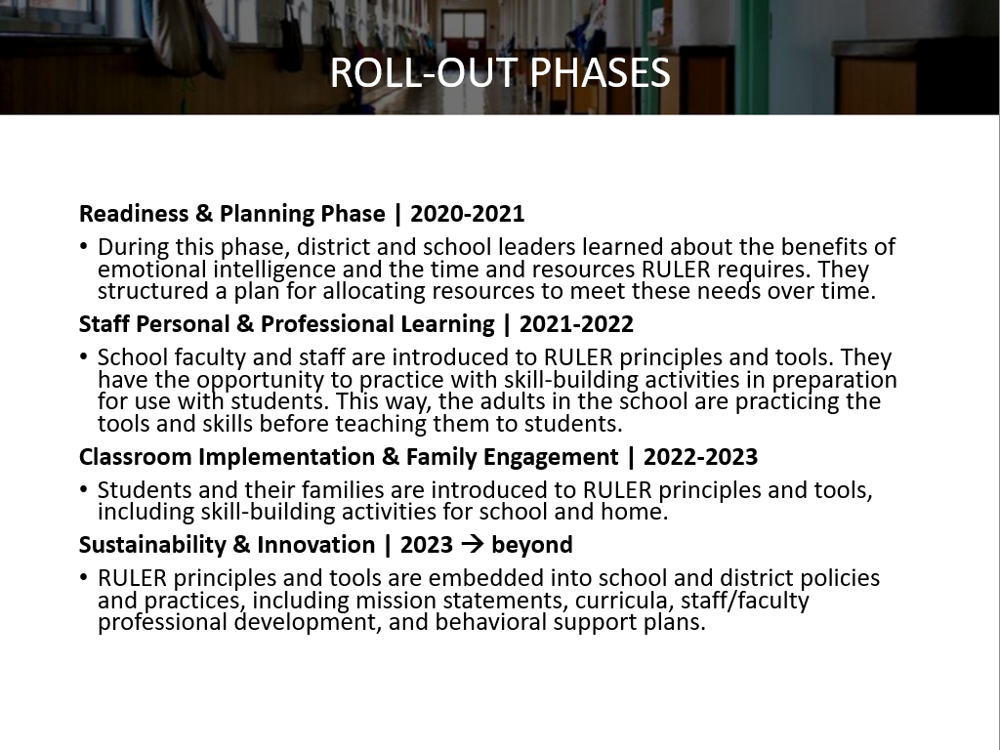 ROLL-OUT PHASES
Readiness & Planning Phase | 2020-2021
• During this phase, district and school leaders learned about the benefits of
emotional intelligence and the time and resources RULER requires. They
structured a plan for allocating resources to meet these needs over time.
Staff Personal & Professional Learning | 2021-2022
• School faculty and staff are introduced to RULER principles and tools. They
have the opportunity to practice with skill-building activities in preparation
for use with students. This way, the adults in the school are practicing the
tools and skills before teaching them to students.
Classroom Implementation & Family Engagement | 2022-2023
• Students and their families are introduced to RULER principles and tools,
including skill-building activities for school and home.
Sustainability & Innovation | 2023 → beyond
• RULER principles and tools are embedded into school and district policies
and practices, including mission statements, curricula, staff/faculty
professional development, and behavioral support plans.